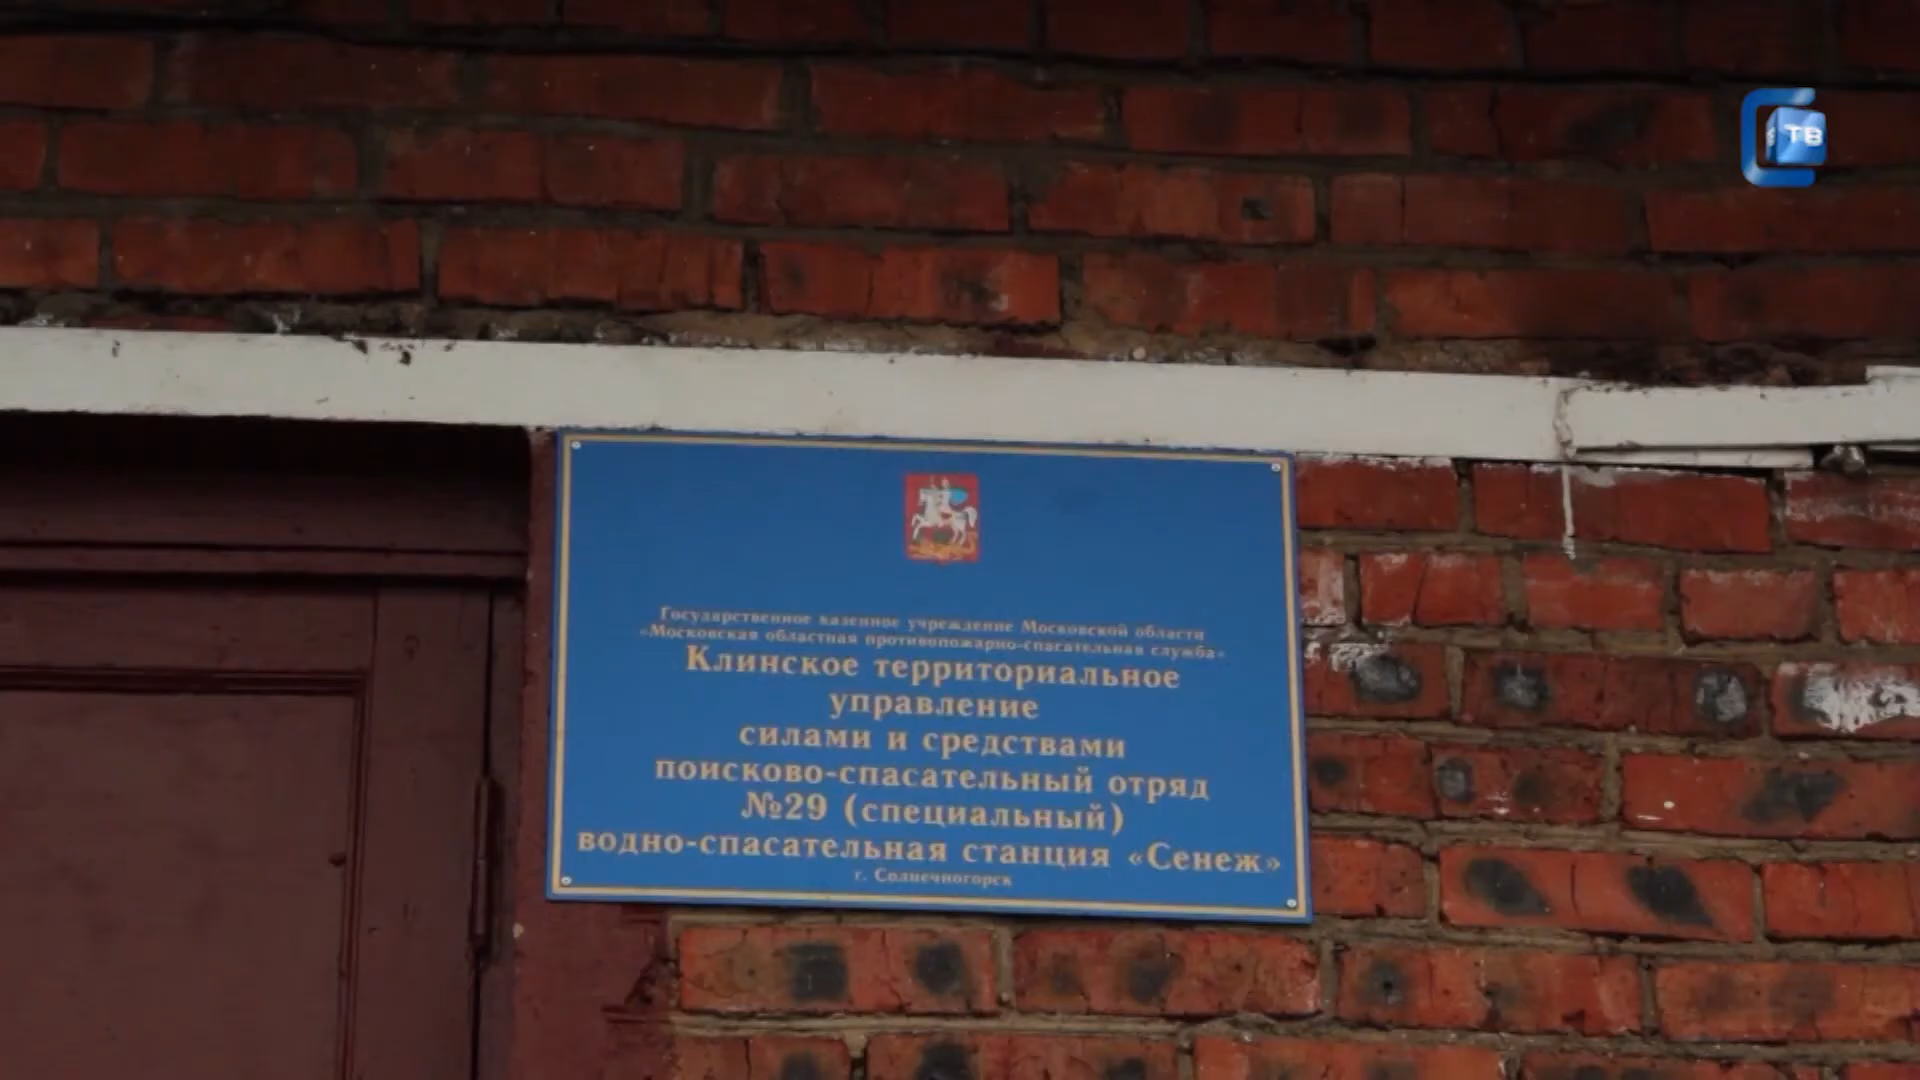 ТВ
Государственное казенное учреждение Московской области
«Московская областная противопожарно-спасательная служба»
Клинское территориальное
управление
силами и средствами
поисково-спасательный отряд
№29 (специальный)
водно-спасательная станция «Сенеж»
г. Солнечногорск